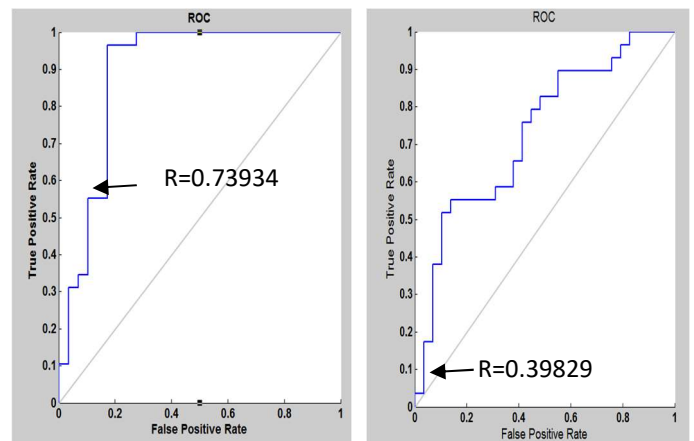 ROC
1
0.9
0.8
0.7
0.6
0.5
0.4
0.3
0.2
0.1
0
True Positive Rate
R=0.73934
0 0.2 0.4 0.6 0.8 1
False Positive Rate
ROC
1
0.9
0.8
0.7
0.6
0.5
0.4
0.3
0.2
0.1
0
True Positive Rate
R=0.39829
0 0.2 0.4 0.6 0.8 1
False Positive Rate